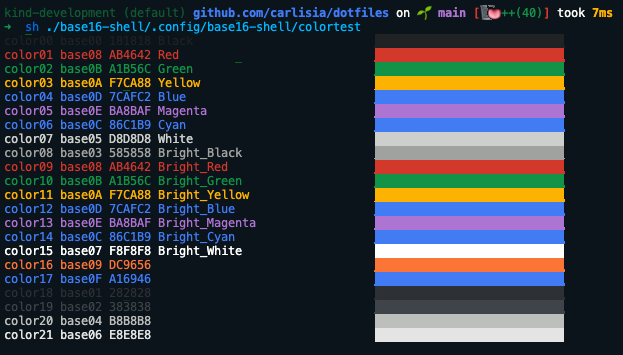 kind-development (default) github.com/carlisia/dotfiles on 🌱 main [📝🧠++(40)] took 7ms
➜ sh ./base16-shell/.config/base16-shell/colortest
color00 base00 181818 Black
color01 base08 AB4642 Red
color02 base0B A1B56C Green
color03 base0A F7CA88 Yellow
color04 base0D 7CAFC2 Blue
color05 base0E BA8BAF Magenta
color06 base0C 86C1B9 Cyan
color07 base05 D8D8D8 White
color08 base03 585858 Bright_Black
color09 base08 AB4642 Bright_Red
color10 base0B A1B56C Bright_Green
color11 base0A F7CA88 Bright_Yellow
color12 base0D 7CAFC2 Bright_Blue
color13 base0E BA8BAF Bright_Magenta
color14 base0C 86C1B9 Bright_Cyan
color15 base07 F8F8F8 Bright_White
color16 base09 DC9656
color17 base0F A16946
color18 base01 282828
color19 base02 383838
color20 base04 B8B8B8
color21 base06 E8E8E8